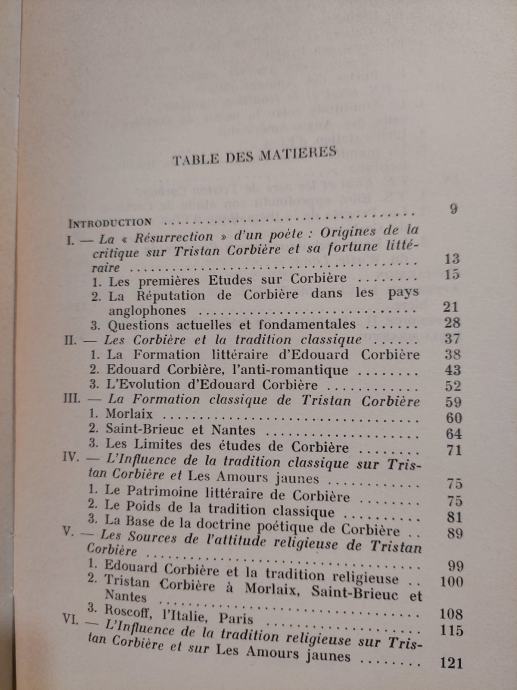 TABLE DES MATIERES
INTRODUCTION ................................ 9
I. — La « Résurrection » d'un poète : Origines de la
critique sur Tristan Corbière et sa fortune litté-
raire ................................ 13
1. Les premières Etudes sur Corbière ......... 15
2. La Réputation de Corbière dans les pays
anglophones ............................ 21
3. Questions actuelles et fondamentales ....... 28
II. — Les Corbière et la tradition classique ...... 37
1. La Formation littéraire d'Edouard Corbière 38
2. Edouard Corbière, l'anti-romantique ....... 43
3. L'Evolution d'Edouard Corbière ............ 52
III. — La Formation classique de Tristan Corbière 59
1. Morlaix ................................ 60
2. Saint-Brieuc et Nantes .................... 64
3. Les Limites des études de Corbière ......... 71
IV. — L'Influence de la tradition classique sur Tris-
tan Corbière et Les Amours jaunes ......... 75
1. Le Patrimoine littéraire de Corbière ........ 75
2. Le Poids de la tradition classique ......... 81
3. La Base de la doctrine poétique de Corbière .. 89
V. — Les Sources de l'attitude religieuse de Tristan
Corbière ................................ 99
1. Edouard Corbière et la tradition religieuse .. 100
2. Tristan Corbière à Morlaix, Saint-Brieuc et
Nantes ................................ 108
3. Roscoff, l'Italie, Paris .................... 115
VI. — L'Influence de la tradition religieuse sur Tris-
tan Corbière et sur Les Amours jaunes ........ 121